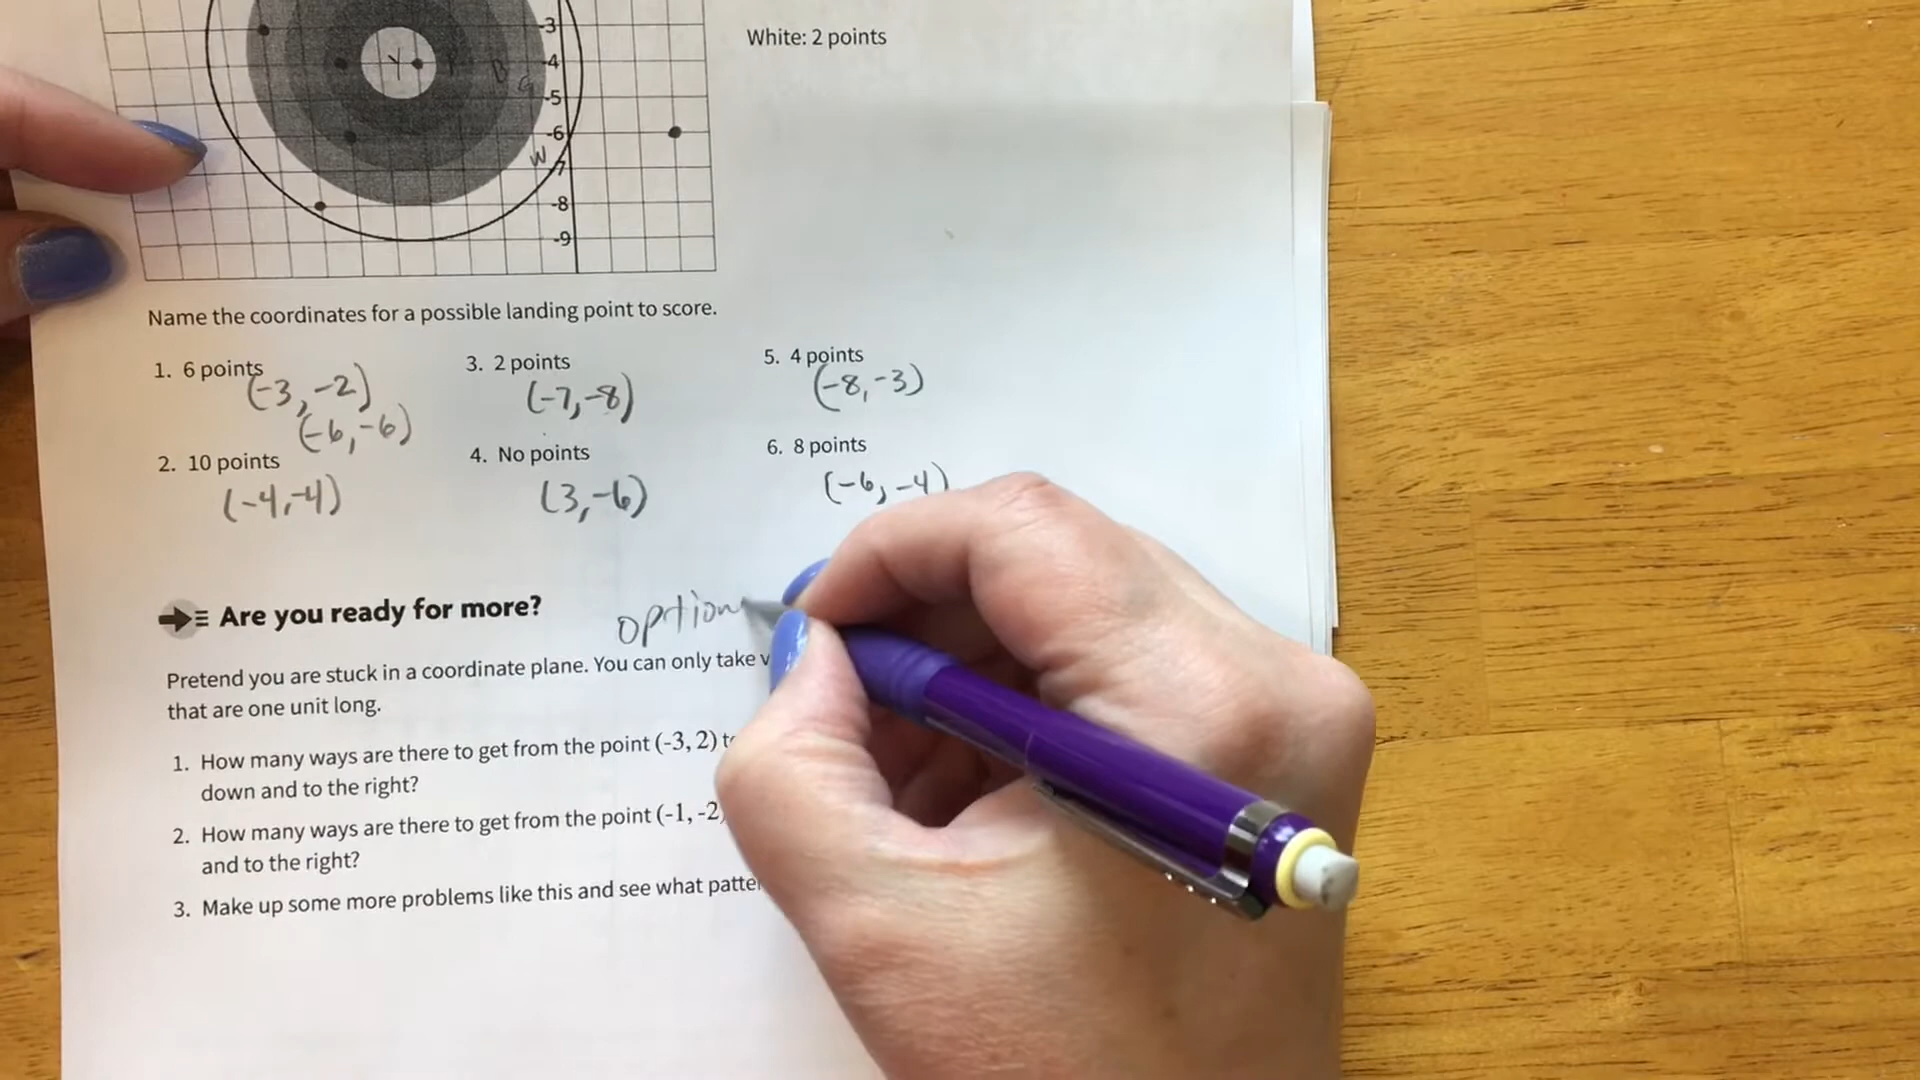 -3
White: 2 points
Y B -4
G -5
-6
W -7
-8
-9
Name the coordinates for a possible landing point to score.
1. 6 points
(-3, -2)
(-6, -6)
2. 10 points
(-4, -4)
3. 2 points
(-7, -8)
4. No points
(3, -6)
5. 4 points
(-8, -3)
6. 8 points
(-6, -4)
Are you ready for more?
option
Pretend you are stuck in a coordinate plane. You can only take
that are one unit long.
1. How many ways are there to get from the point (-3, 2)
down and to the right?
2. How many ways are there to get from the point (-1, -2)
and to the right?
3. Make up some more problems like this and see what